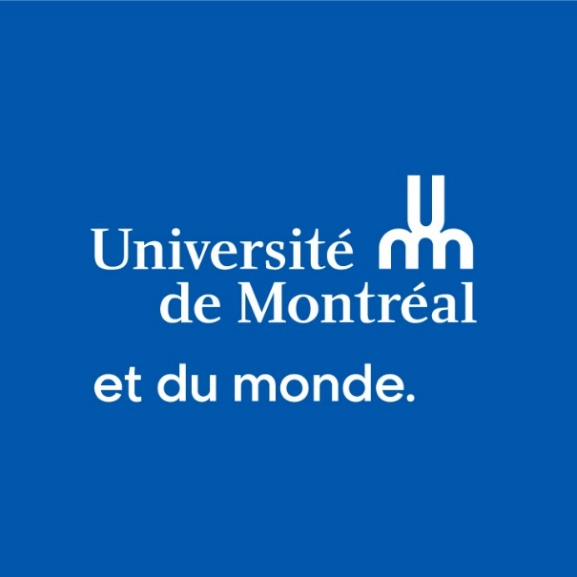 Université
de Montréal
et du monde.